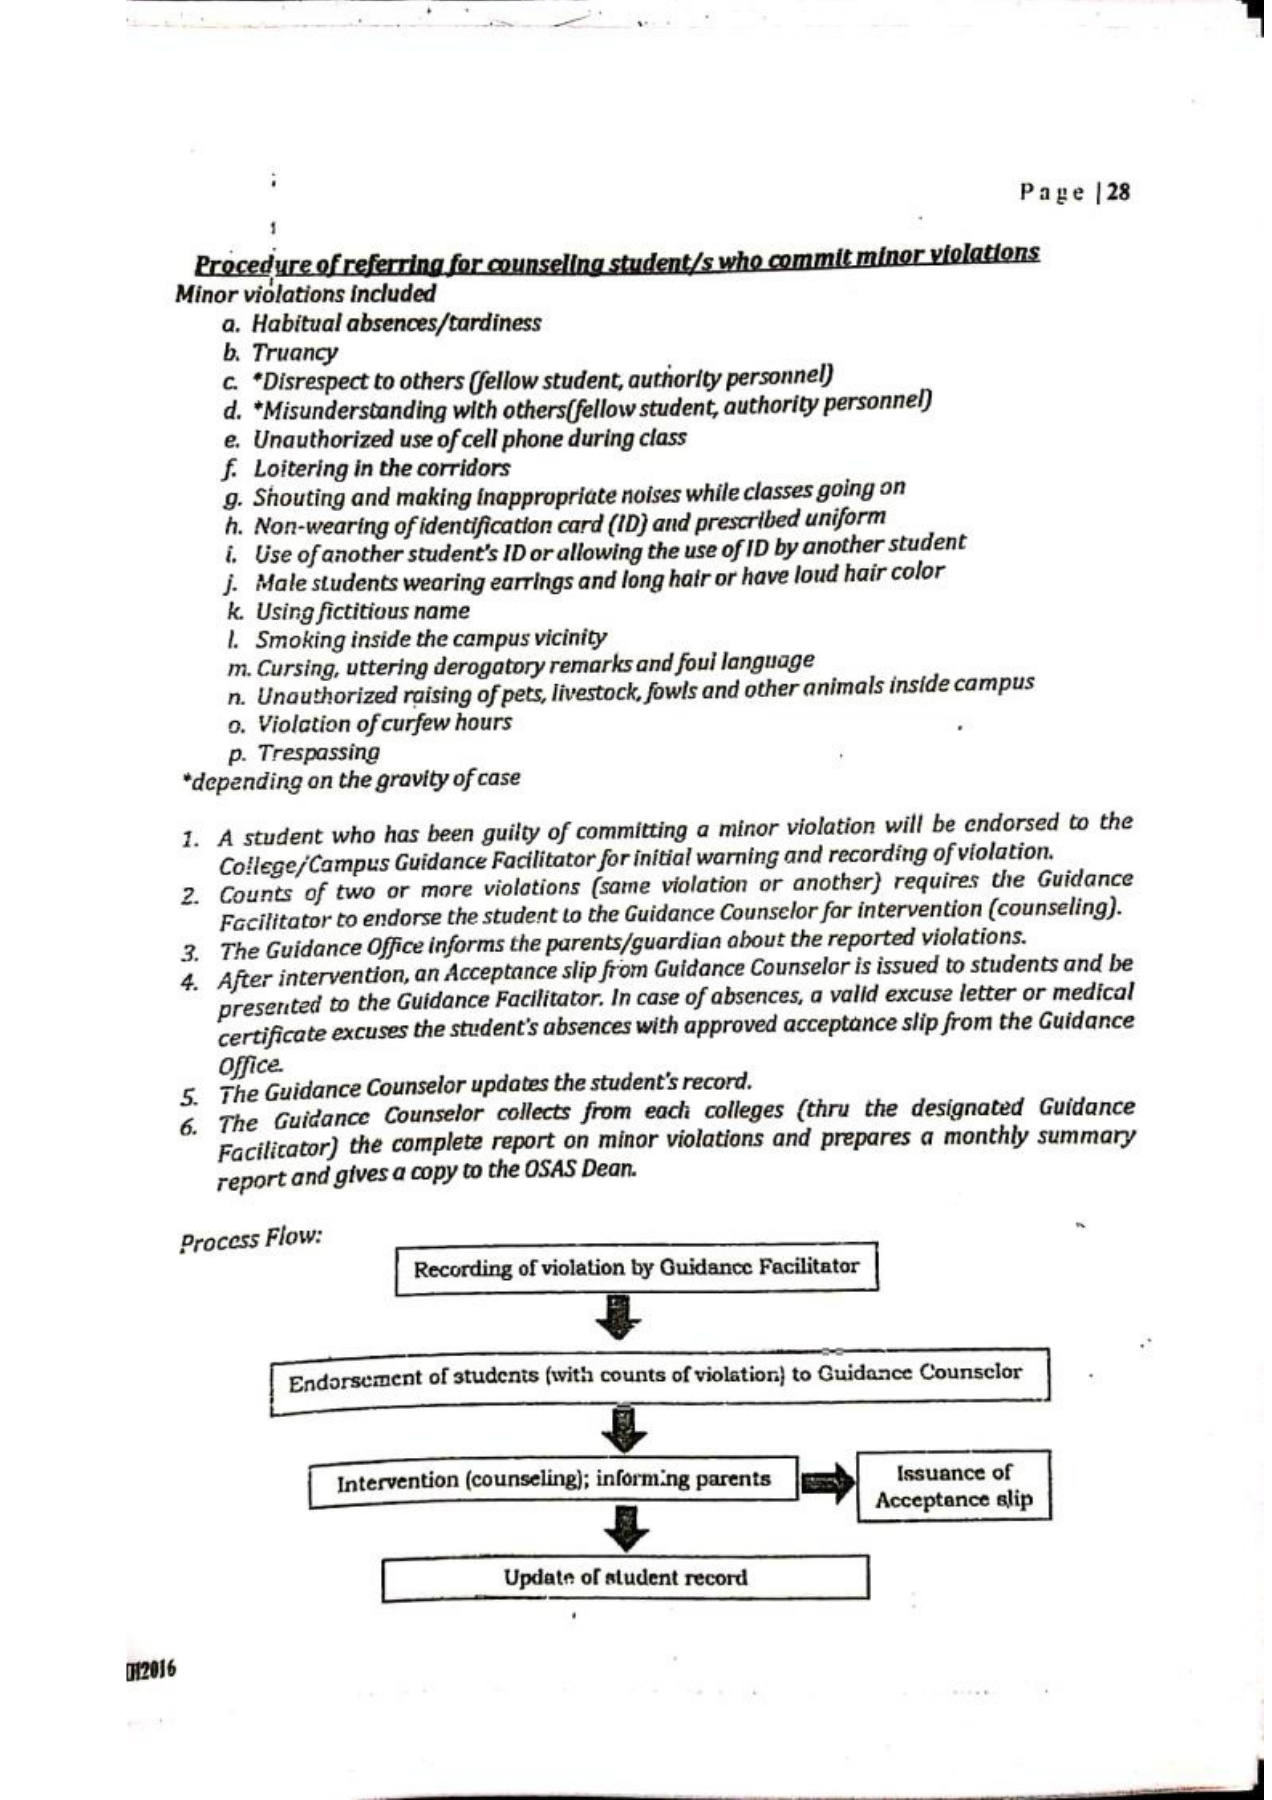 Page |28
Procedure of referring for counseling student/s who commit minor violations
Minor violations included
a. Habitual absences/tardiness
b. Truancy
c. *Disrespect to others (fellow student, authority personnel)
d. *Misunderstanding with others(fellow student, authority personnel)
e. Unauthorized use of cell phone during class
f. Loitering in the corridors
g. Shouting and making inappropriate noises while classes going on
h. Non-wearing of identification card (ID) and prescribed uniform
i. Use of another student's ID or allowing the use of ID by another student
j. Male students wearing earrings and long hair or have loud hair color
k. Using fictitious name
l. Smoking inside the campus vicinity
m. Cursing, uttering derogatory remarks and foul language
n. Unauthorized raising of pets, livestock, fowls and other animals inside campus
o. Violation of curfew hours
p. Trespassing
*depending on the gravity of case
1. A student who has been guilty of committing a minor violation will be endorsed to the
College/Campus Guidance Facilitator for initial warning and recording of violation.
2. Counts of two or more violations (same violation or another) requires the Guidance
Facilitator to endorse the student to the Guidance Counselor for intervention (counseling).
3. The Guidance Office informs the parents/guardian about the reported violations.
4. After intervention, an Acceptance slip from Guidance Counselor is issued to students and be
presented to the Guidance Facilitator. In case of absences, a valid excuse letter or medical
certificate excuses the student's absences with approved acceptance slip from the Guidance
Office.
5. The Guidance Counselor updates the student's record.
6. The Guidance Counselor collects from each colleges (thru the designated Guidance
Facilitator) the complete report on minor violations and prepares a monthly summary
report and gives a copy to the OSAS Dean.
Process Flow:
Recording of violation by Guidance Facilitator
Endorsement of students (with counts of violation) to Guidance Counselor
Intervention (counseling); informing parents
Issuance of
Acceptance slip
Update of student record